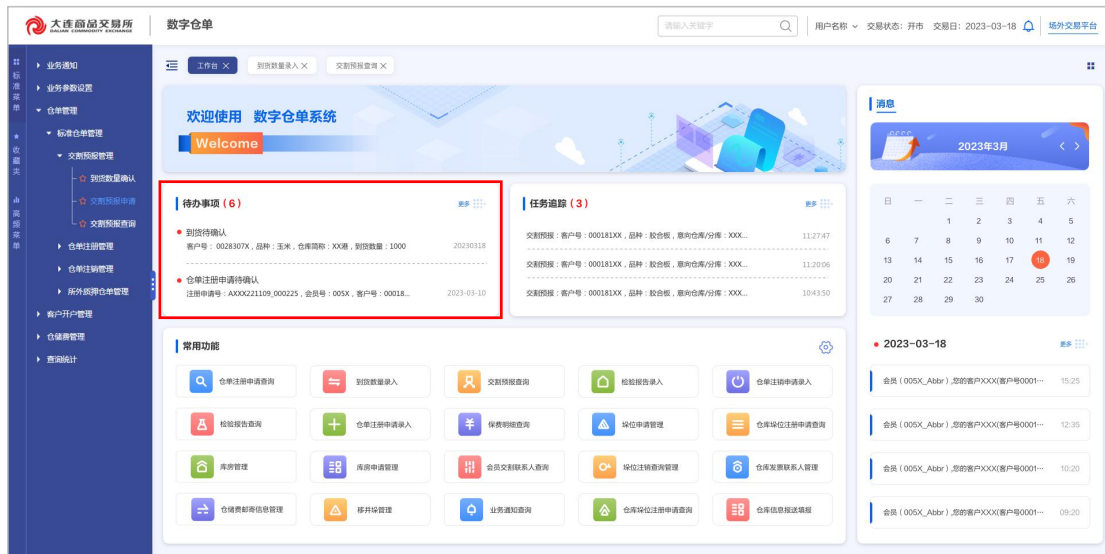 大连商品交易所
DALIAN COMMODITY EXCHANGE
数字仓单
请输入关键字
用户名称
交易状态：开市
交易日：2023-03-18
场外交易平台
标准菜单
收藏夹
高频菜单
业务通知
业务参数设置
仓单管理
标准仓单管理
交割预报管理
到货数量确认
交割预报申请
交割预报查询
仓单注册管理
仓单注销管理
所外质押仓单管理
客户开户管理
仓储费管理
查询统计
工作台 X
到货数量录入 X
交割预报查询 X
欢迎使用 数字仓单系统
Welcome
待办事项（6）
更多
到货待确认
客户号：0028307X，品种：玉米，仓库简称：XX港，到货数量：1000
20230318
仓单注册申请待确认
注册申请号：AXXX221109_000225，会员号：005X，客户号：00018...
2023-03-10
任务追踪（3）
更多
交割预报：客户号：000181XX，品种：胶合板，意向仓库/分库：XXX...
11:27:47
交割预报：客户号：000181XX，品种：胶合板，意向仓库/分库：XXX...
11:20:06
交割预报：客户号：000181XX，品种：胶合板，意向仓库/分库：XXX...
10:43:50
常用功能
仓单注册申请查询
到货数量录入
交割预报查询
检验报告录入
仓单注销申请录入
检验报告查询
仓单注册申请录入
保费明细查询
垛位申请管理
仓库垛位注册申请查询
库房管理
库房申请管理
会员交割联系人查询
垛位注销查询管理
仓库发票联系人管理
仓储费邮寄信息管理
移并垛管理
业务通知查询
仓库垛位注册申请查询
仓库信息报送填报
消息
2023年3月
日 一 二 三 四 五 六
1 2 3 4 5
6 7 8 9 10 11 12
13 14 15 16 17 18 19
20 21 22 23 24 25 26
27 28 29 30
2023-03-18
更多
会员（005X_Abbr）,您的客户XXX(客户号0001···
15:25
会员（005X_Abbr）,您的客户XXX(客户号0001···
12:35
会员（005X_Abbr）,您的客户XXX(客户号0001···
10:20
会员（005X_Abbr）,您的客户XXX(客户号0001···
09:20